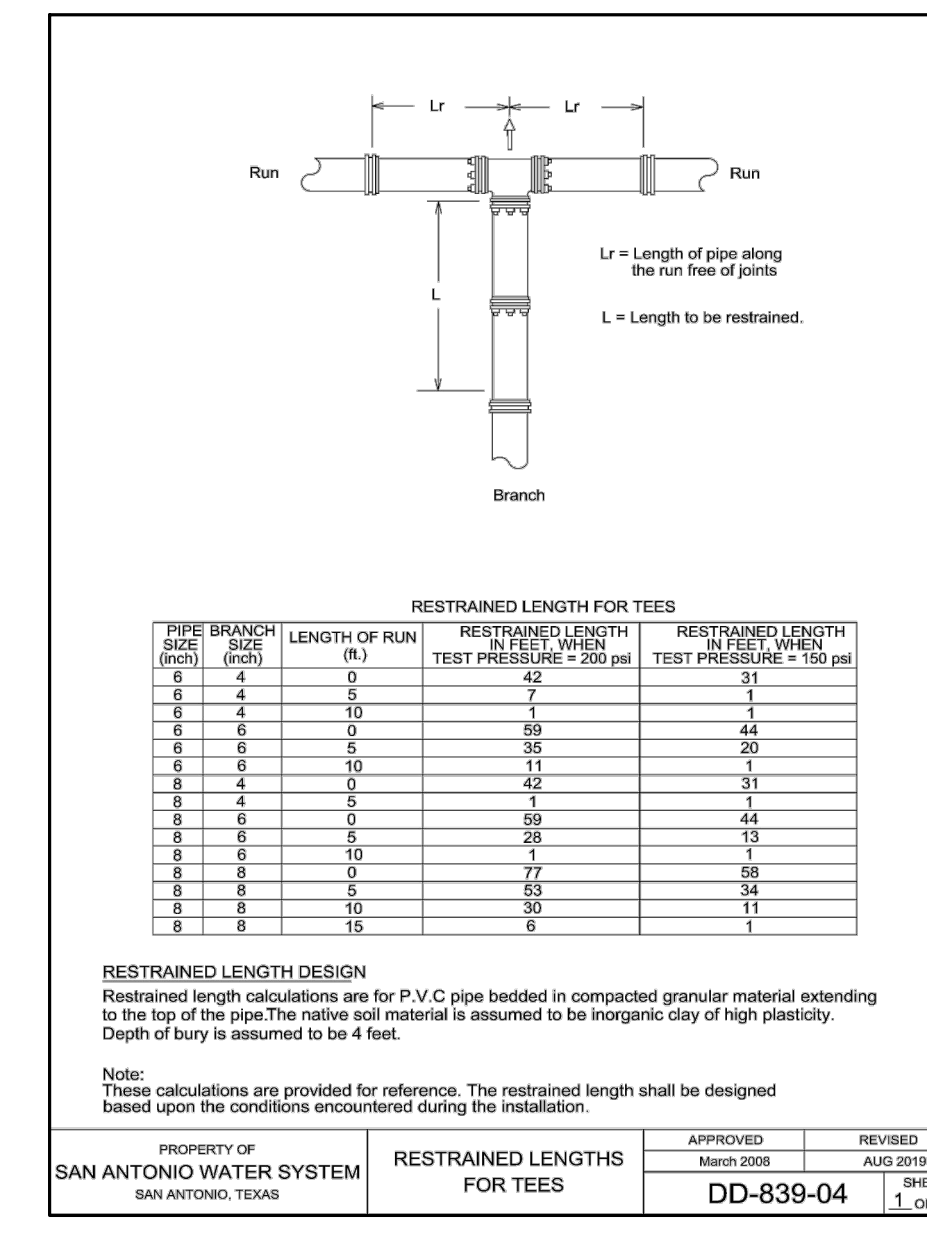 Lr Lr
Run Run
Lr = Length of pipe along
the run free of joints
L
L = Length to be restrained.
Branch
RESTRAINED LENGTH FOR TEES
PIPE SIZE (inch) BRANCH SIZE (inch) LENGTH OF RUN (ft.) RESTRAINED LENGTH IN FEET, WHEN TEST PRESSURE = 200 psi RESTRAINED LENGTH IN FEET, WHEN TEST PRESSURE = 150 psi
6 4 0 42 31
6 4 5 7 1
6 4 10 1 1
6 6 0 59 44
6 6 5 35 20
6 6 10 11 1
8 4 0 42 31
8 4 5 1 1
8 6 0 59 44
8 6 5 28 13
8 6 10 1 1
8 8 0 77 58
8 8 5 53 34
8 8 10 30 11
8 8 15 6 1
RESTRAINED LENGTH DESIGN
Restrained length calculations are for P.V.C pipe bedded in compacted granular material extending
to the top of the pipe.The native soil material is assumed to be inorganic clay of high plasticity.
Depth of bury is assumed to be 4 feet.
Note:
These calculations are provided for reference. The restrained length shall be designed
based upon the conditions encountered during the installation.
PROPERTY OF
SAN ANTONIO WATER SYSTEM
SAN ANTONIO, TEXAS
RESTRAINED LENGTHS
FOR TEES
APPROVED REVISED
March 2008 AUG 2019
DD-839-04
1